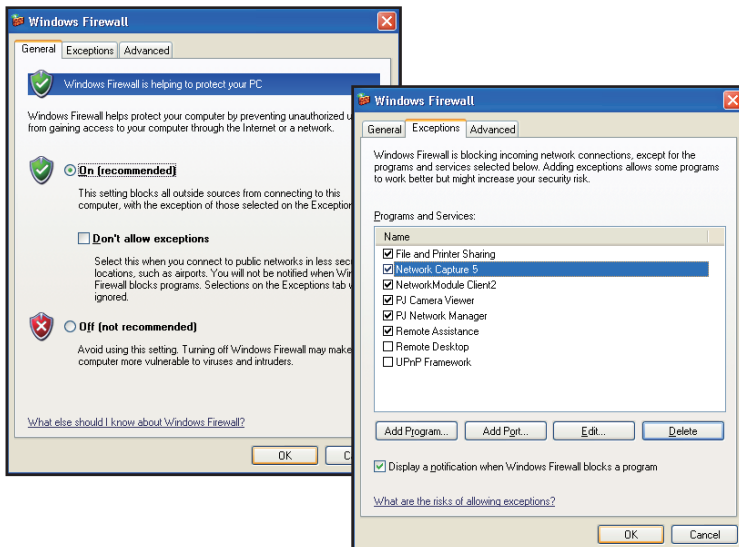 Windows Firewall
General Exceptions Advanced
Windows Firewall is helping to protect your PC
Windows Firewall helps protect your computer by preventing unauthorized u
from gaining access to your computer through the Internet or a network.
On (recommended)
This setting blocks all outside sources from connecting to this
computer, with the exception of those selected on the Exception
Don't allow exceptions
Select this when you connect to public networks in less secu
locations, such as airports. You will not be notified when Win
Firewall blocks programs. Selections on the Exceptions tab w
ignored.
Off (not recommended)
Avoid using this setting. Turning off Windows Firewall may make
computer more vulnerable to viruses and intruders.
What else should I know about Windows Firewall?
OK C
Windows Firewall
General Exceptions Advanced
Windows Firewall is blocking incoming network connections, except for the
programs and services selected below. Adding exceptions allows some programs
to work better but might increase your security risk.
Programs and Services:
Name
File and Printer Sharing
Network Capture 5
NetworkModule Client2
PJ Camera Viewer
PJ Network Manager
Remote Assistance
Remote Desktop
UPnP Framework
Add Program... Add Port... Edit... Delete
Display a notification when Windows Firewall blocks a program
What are the risks of allowing exceptions?
OK Cancel